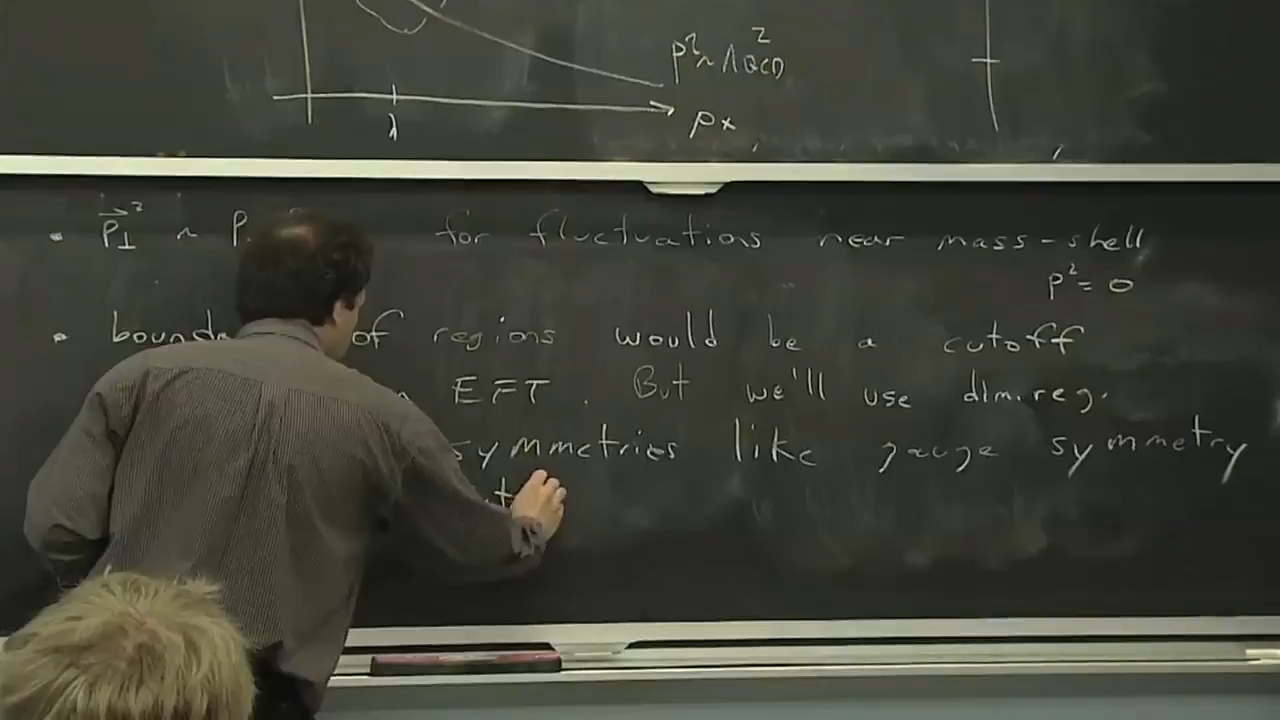 p² ~ Λ²QCD
λ
p×
• p⃗⊥² ~ p
for fluctuations near mass-shell
p² = 0
• of regions would be a cutoff
EFT. But we'll use dim.reg.
symmetries like gauge symmetry